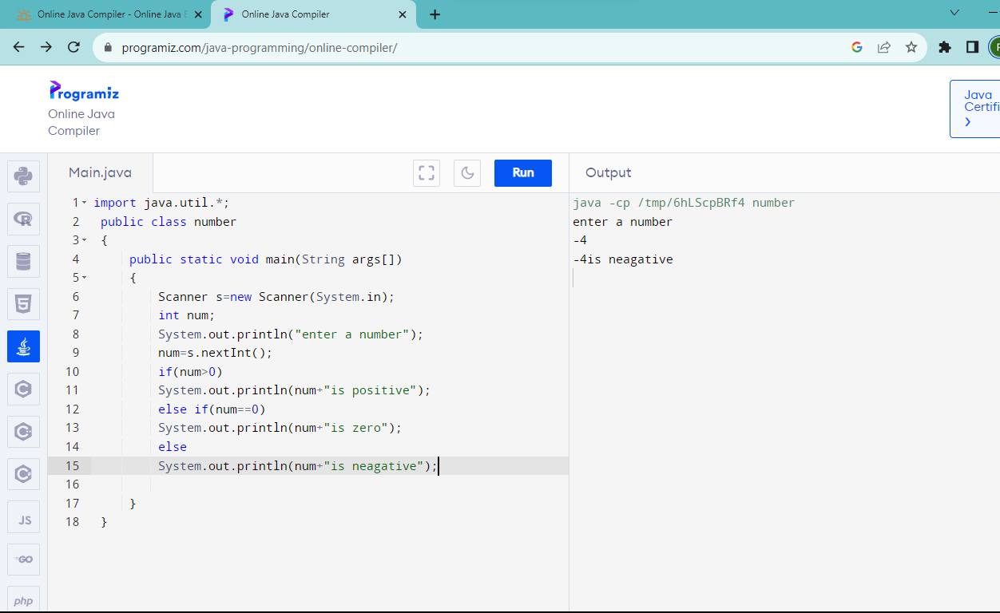 Online Java Compiler - Online Java
Online Java Compiler
programiz.com/java-programming/online-compiler/
Programiz
Online Java
Compiler
Java
Certifi
Main.java
Run
Output
1 import java.util.*;
2 public class number
3 {
4 public static void main(String args[])
5 {
6 Scanner s=new Scanner(System.in);
7 int num;
8 System.out.println("enter a number");
9 num=s.nextInt();
10 if(num>0)
11 System.out.println(num+"is positive");
12 else if(num==0)
13 System.out.println(num+"is zero");
14 else
15 System.out.println(num+"is neagative");
16
17 }
18 }
java -cp /tmp/6hLScpBRf4 number
enter a number
-4
-4is neagative
JS
GO
php